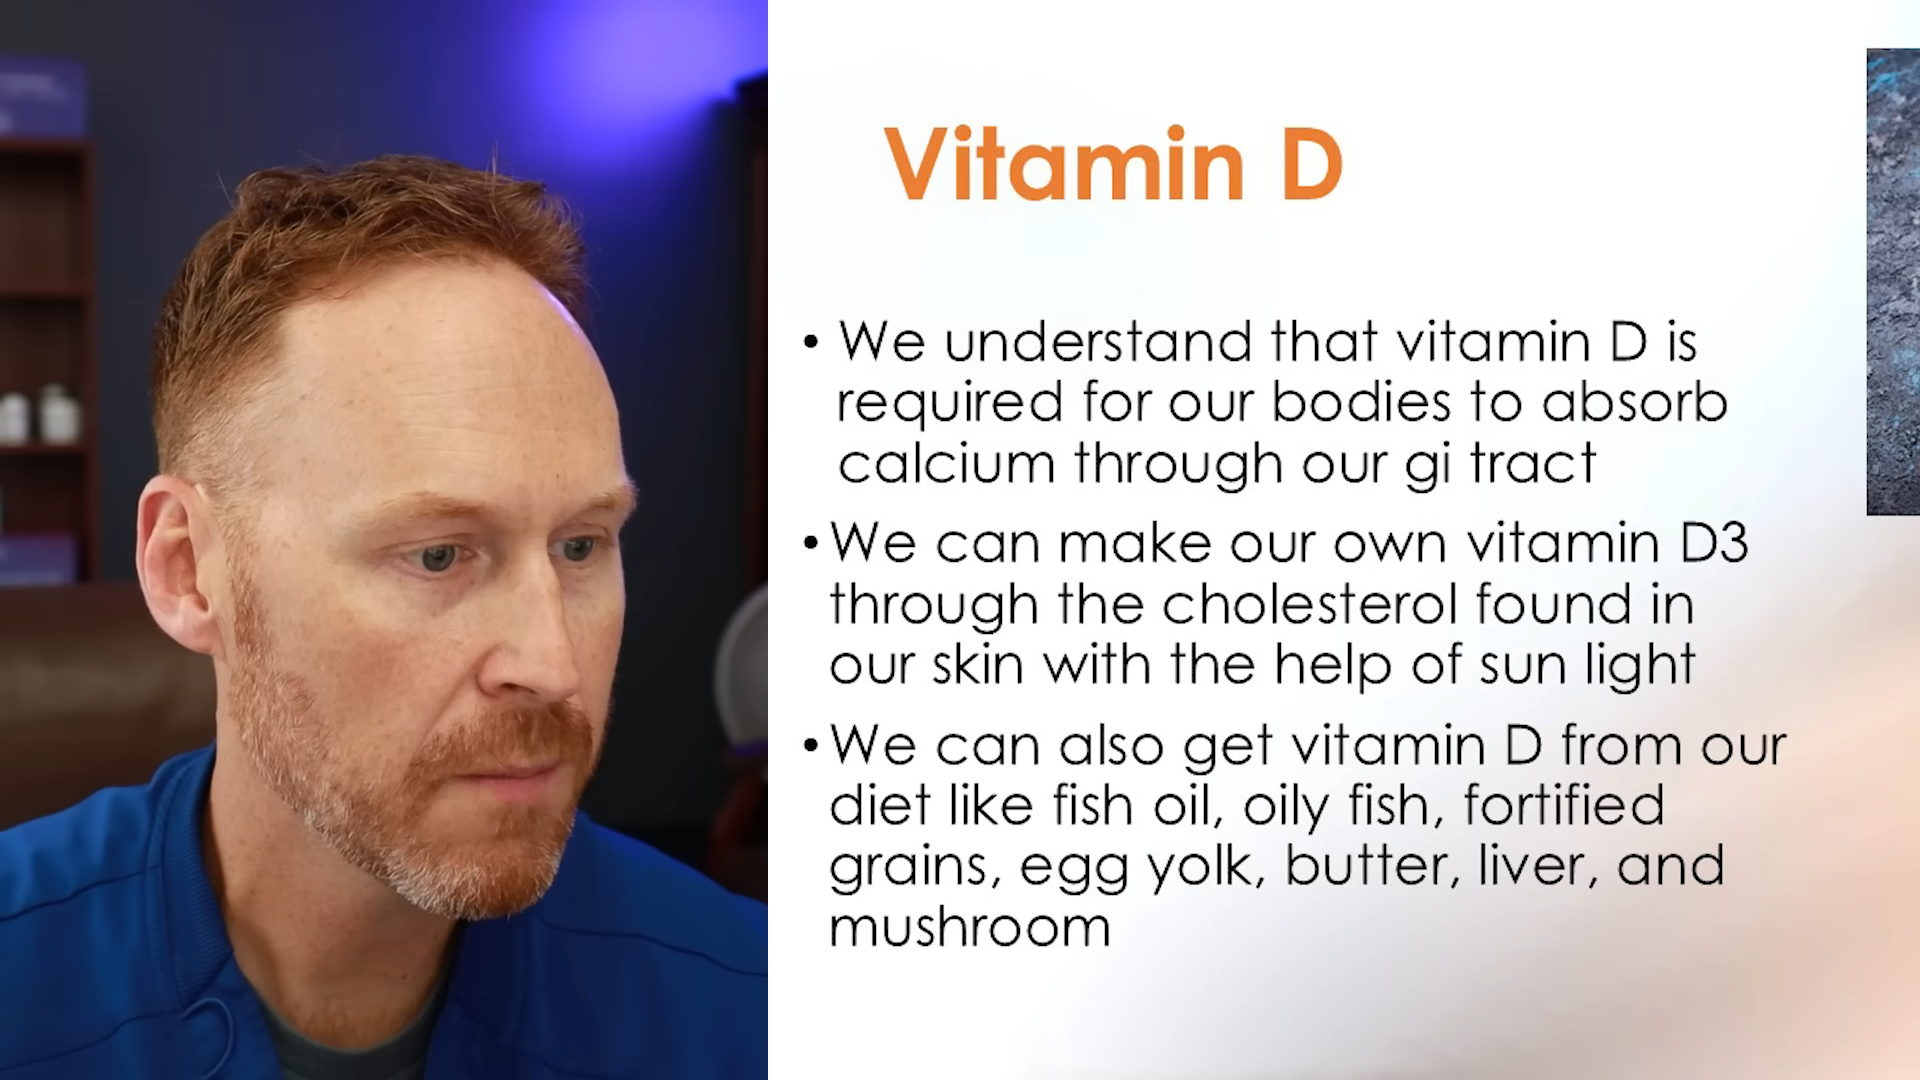 Vitamin D
• We understand that vitamin D is
required for our bodies to absorb
calcium through our gi tract
• We can make our own vitamin D3
through the cholesterol found in
our skin with the help of sun light
• We can also get vitamin D from our
diet like fish oil, oily fish, fortified
grains, egg yolk, butter, liver, and
mushroom